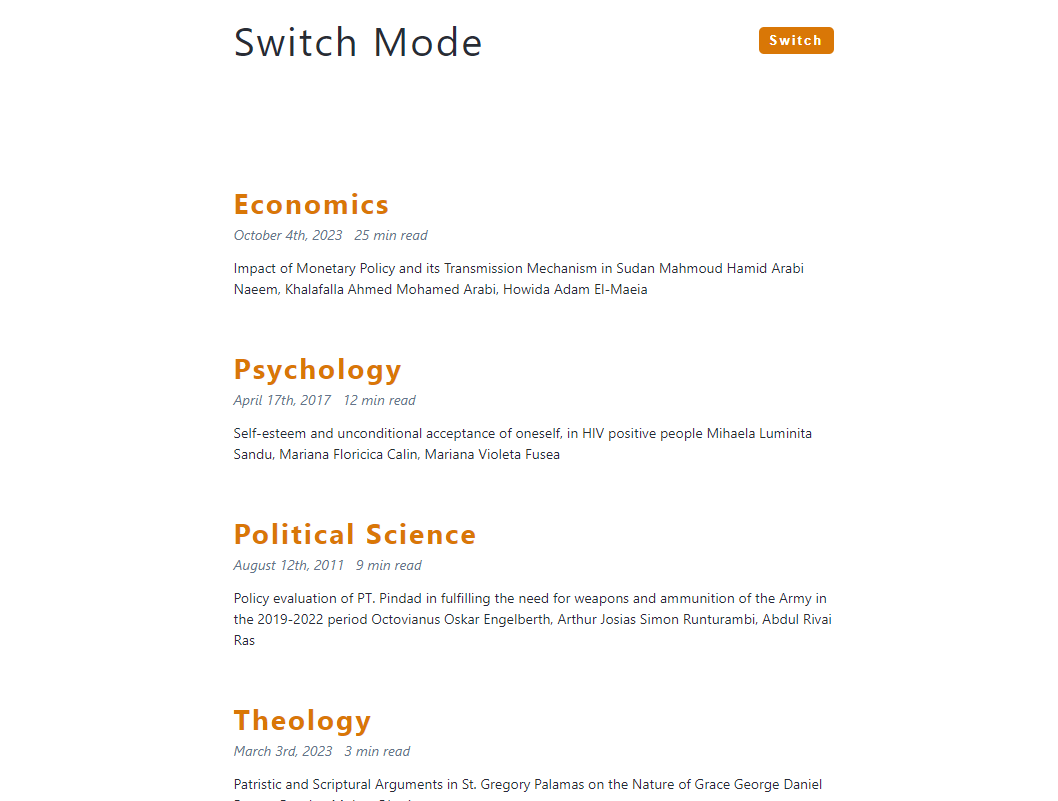 Switch Mode
Switch
Economics
October 4th, 2023 25 min read
Impact of Monetary Policy and its Transmission Mechanism in Sudan Mahmoud Hamid Arabi
Naeem, Khalafalla Ahmed Mohamed Arabi, Howida Adam El-Maeia
Psychology
April 17th, 2017 12 min read
Self-esteem and unconditional acceptance of oneself, in HIV positive people Mihaela Luminita
Sandu, Mariana Floricica Calin, Mariana Violeta Fusea
Political Science
August 12th, 2011 9 min read
Policy evaluation of PT. Pindad in fulfilling the need for weapons and ammunition of the Army in
the 2019-2022 period Octovianus Oskar Engelberth, Arthur Josias Simon Runturambi, Abdul Rivai
Ras
Theology
March 3rd, 2023 3 min read
Patristic and Scriptural Arguments in St. Gregory Palamas on the Nature of Grace George Daniel